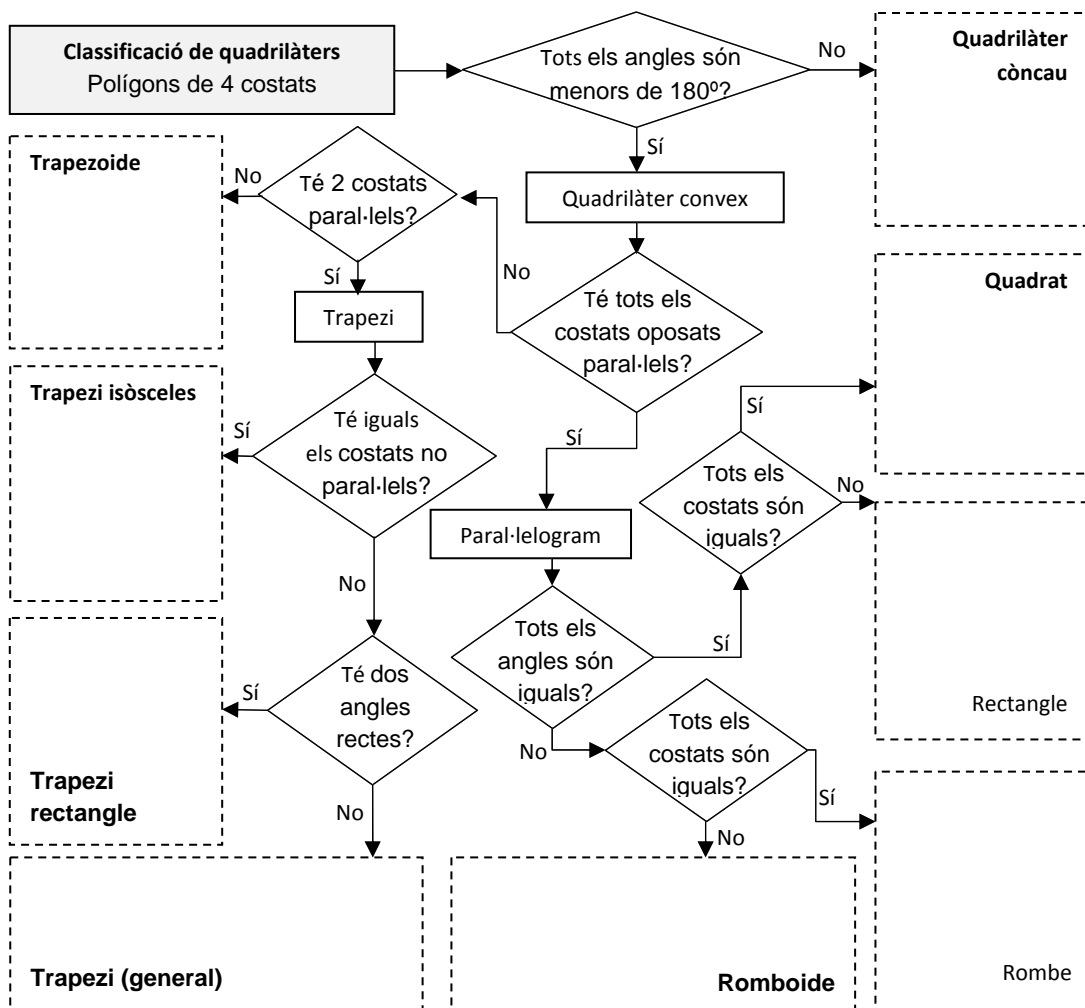 Classificació de quadrilàters
Polígons de 4 costats
Tots els angles són
menors de 180º?
No
Quadrilàter
còncau
Sí
Trapezoide
No
Té 2 costats
paral·lels?
Quadrilàter convex
Sí
No
Té tots els
costats oposats
paral·lels?
Quadrat
Trapezi
Trapezi isòsceles
Sí
Té iguals
els costats no
paral·lels?
Sí
Sí
Tots els
costats són
iguals?
No
Paral·lelogram
No
Tots els
angles són
iguals?
Sí
Té dos
angles
rectes?
Sí
Rectangle
No
Tots els
costats són
iguals?
Sí
Trapezi
rectangle
No
No
Trapezi (general)
Romboide
Rombe